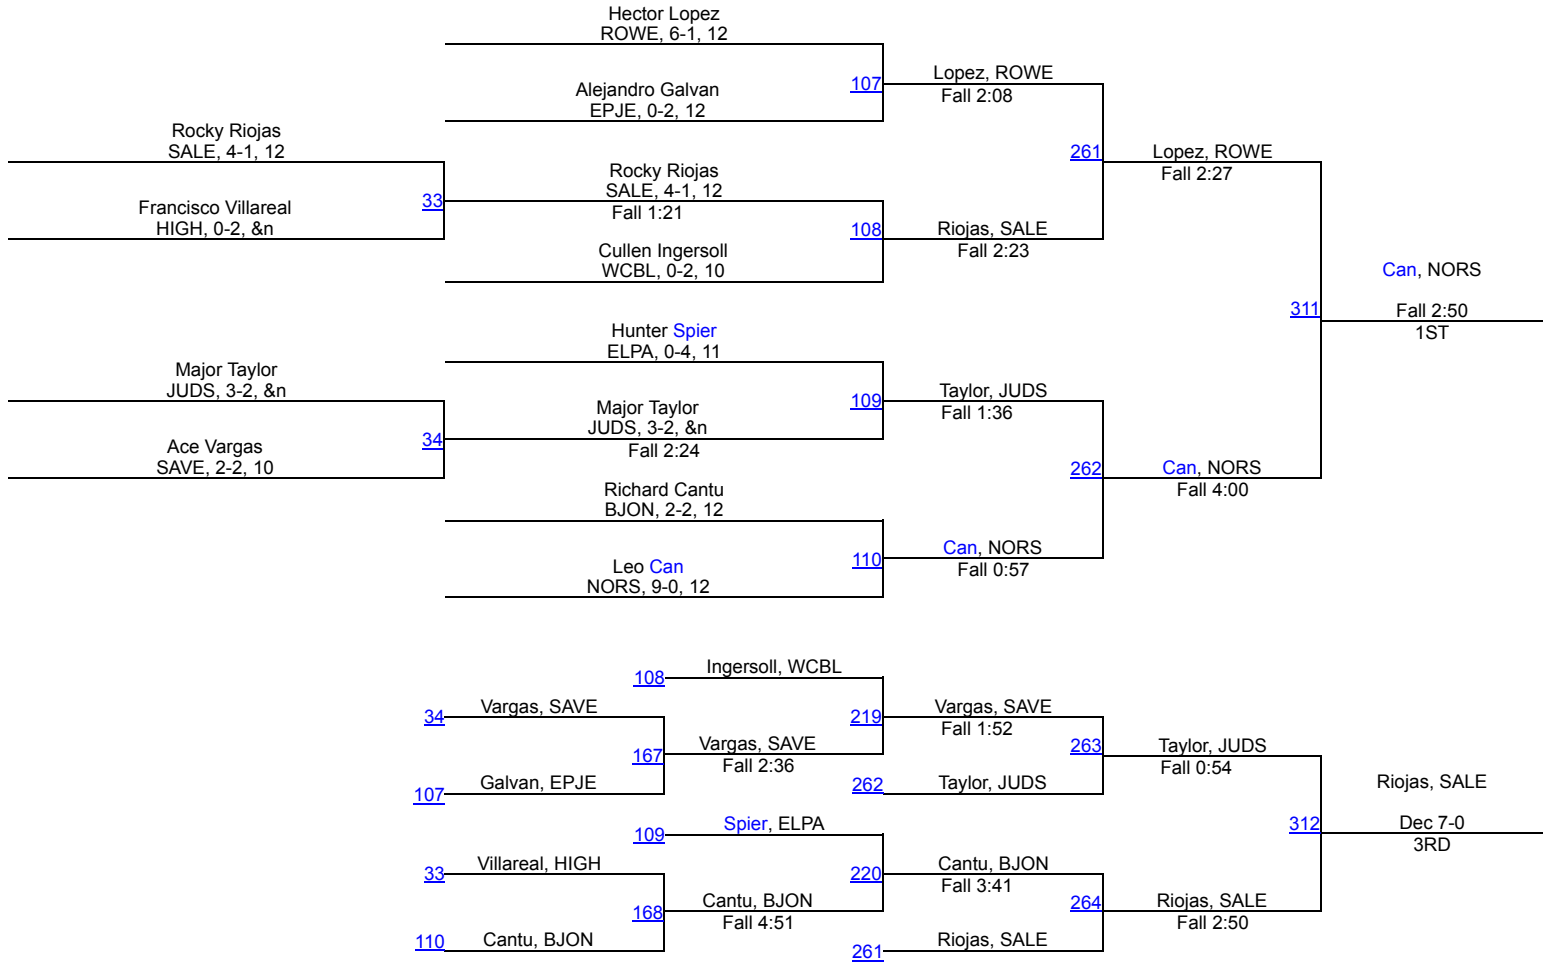 Hector Lopez
ROWE, 6-1, 12
Alejandro Galvan
EPJE, 0-2, 12
107
Lopez, ROWE
Fall 2:08
Rocky Riojas
SALE, 4-1, 12
Francisco Villareal
HIGH, 0-2, &n
33
Rocky Riojas
SALE, 4-1, 12
Fall 1:21
Cullen Ingersoll
WCBL, 0-2, 10
108
Riojas, SALE
Fall 2:23
261
Lopez, ROWE
Fall 2:27
Hunter Spier
ELPA, 0-4, 11
Major Taylor
JUDS, 3-2, &n
Ace Vargas
SAVE, 2-2, 10
34
Major Taylor
JUDS, 3-2, &n
Fall 2:24
109
Taylor, JUDS
Fall 1:36
Richard Cantu
BJON, 2-2, 12
Leo Can
NORS, 9-0, 12
110
Can, NORS
Fall 0:57
262
Can, NORS
Fall 4:00
311
Can, NORS
Fall 2:50
1ST
108
Ingersoll, WCBL
34
Vargas, SAVE
107
Galvan, EPJE
167
Vargas, SAVE
Fall 2:36
219
Vargas, SAVE
Fall 1:52
262
Taylor, JUDS
263
Taylor, JUDS
Fall 0:54
109
Spier, ELPA
33
Villareal, HIGH
110
Cantu, BJON
168
Cantu, BJON
Fall 4:51
220
Cantu, BJON
Fall 3:41
261
Riojas, SALE
264
Riojas, SALE
Fall 2:50
312
Riojas, SALE
Dec 7-0
3RD